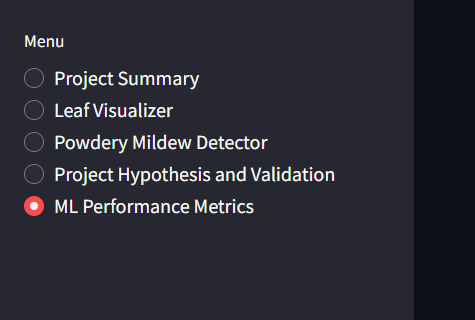 Menu
Project Summary
Leaf Visualizer
Powdery Mildew Detector
Project Hypothesis and Validation
ML Performance Metrics